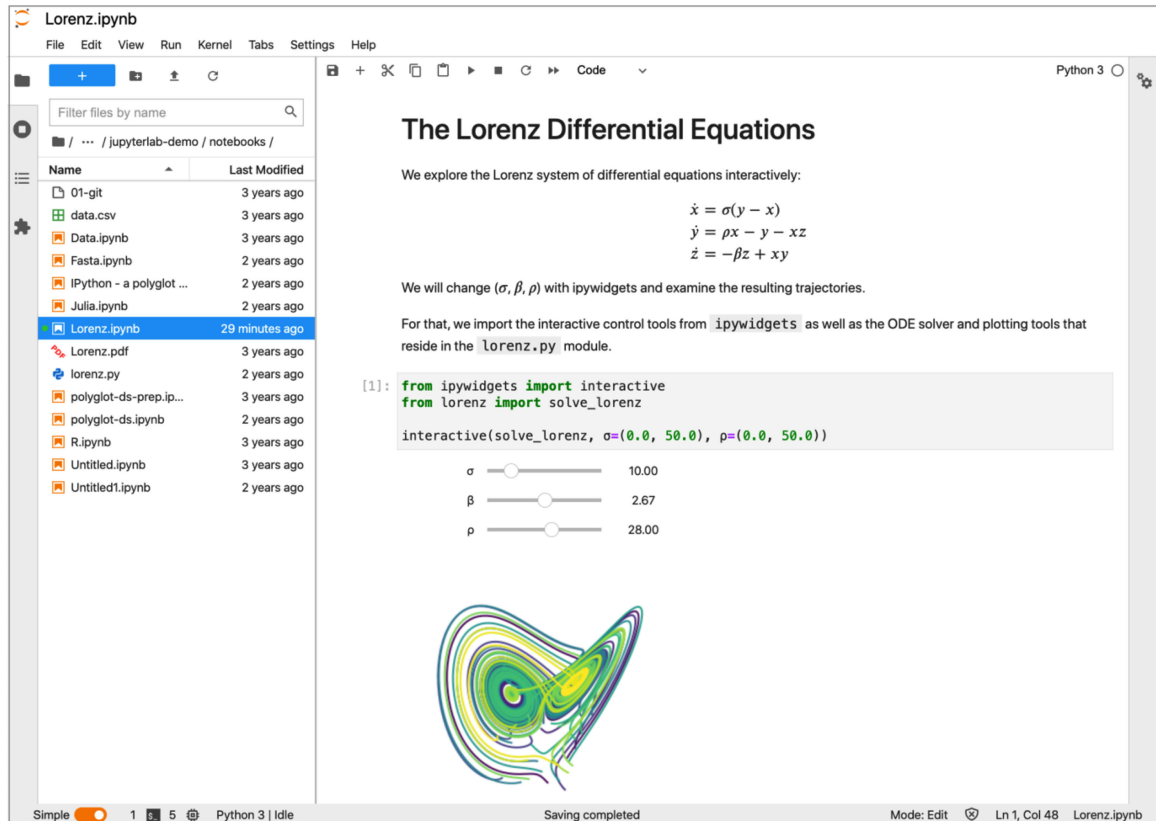 Lorenz.ipynb
File Edit View Run Kernel Tabs Settings Help
+
Filter files by name
/ ··· / jupyterlab-demo / notebooks /
Name Last Modified
01-git 3 years ago
data.csv 3 years ago
Data.ipynb 3 years ago
Fasta.ipynb 2 years ago
IPython - a polyglot ... 2 years ago
Julia.ipynb 2 years ago
Lorenz.ipynb 29 minutes ago
Lorenz.pdf 3 years ago
lorenz.py 2 years ago
polyglot-ds-prep.ip... 3 years ago
polyglot-ds.ipynb 2 years ago
R.ipynb 3 years ago
Untitled.ipynb 3 years ago
Untitled1.ipynb 2 years ago
Code Python 3
The Lorenz Differential Equations
We explore the Lorenz system of differential equations interactively:
ẋ = σ(y − x)
ẏ = ρx − y − xz
ż = −βz + xy
We will change (σ, β, ρ) with ipywidgets and examine the resulting trajectories.
For that, we import the interactive control tools from ipywidgets as well as the ODE solver and plotting tools that
reside in the lorenz.py module.
[1]: from ipywidgets import interactive
from lorenz import solve_lorenz
interactive(solve_lorenz, σ=(0.0, 50.0), ρ=(0.0, 50.0))
σ 10.00
β 2.67
ρ 28.00
Simple 1 5 Python 3 | Idle Saving completed Mode: Edit Ln 1, Col 48 Lorenz.ipynb